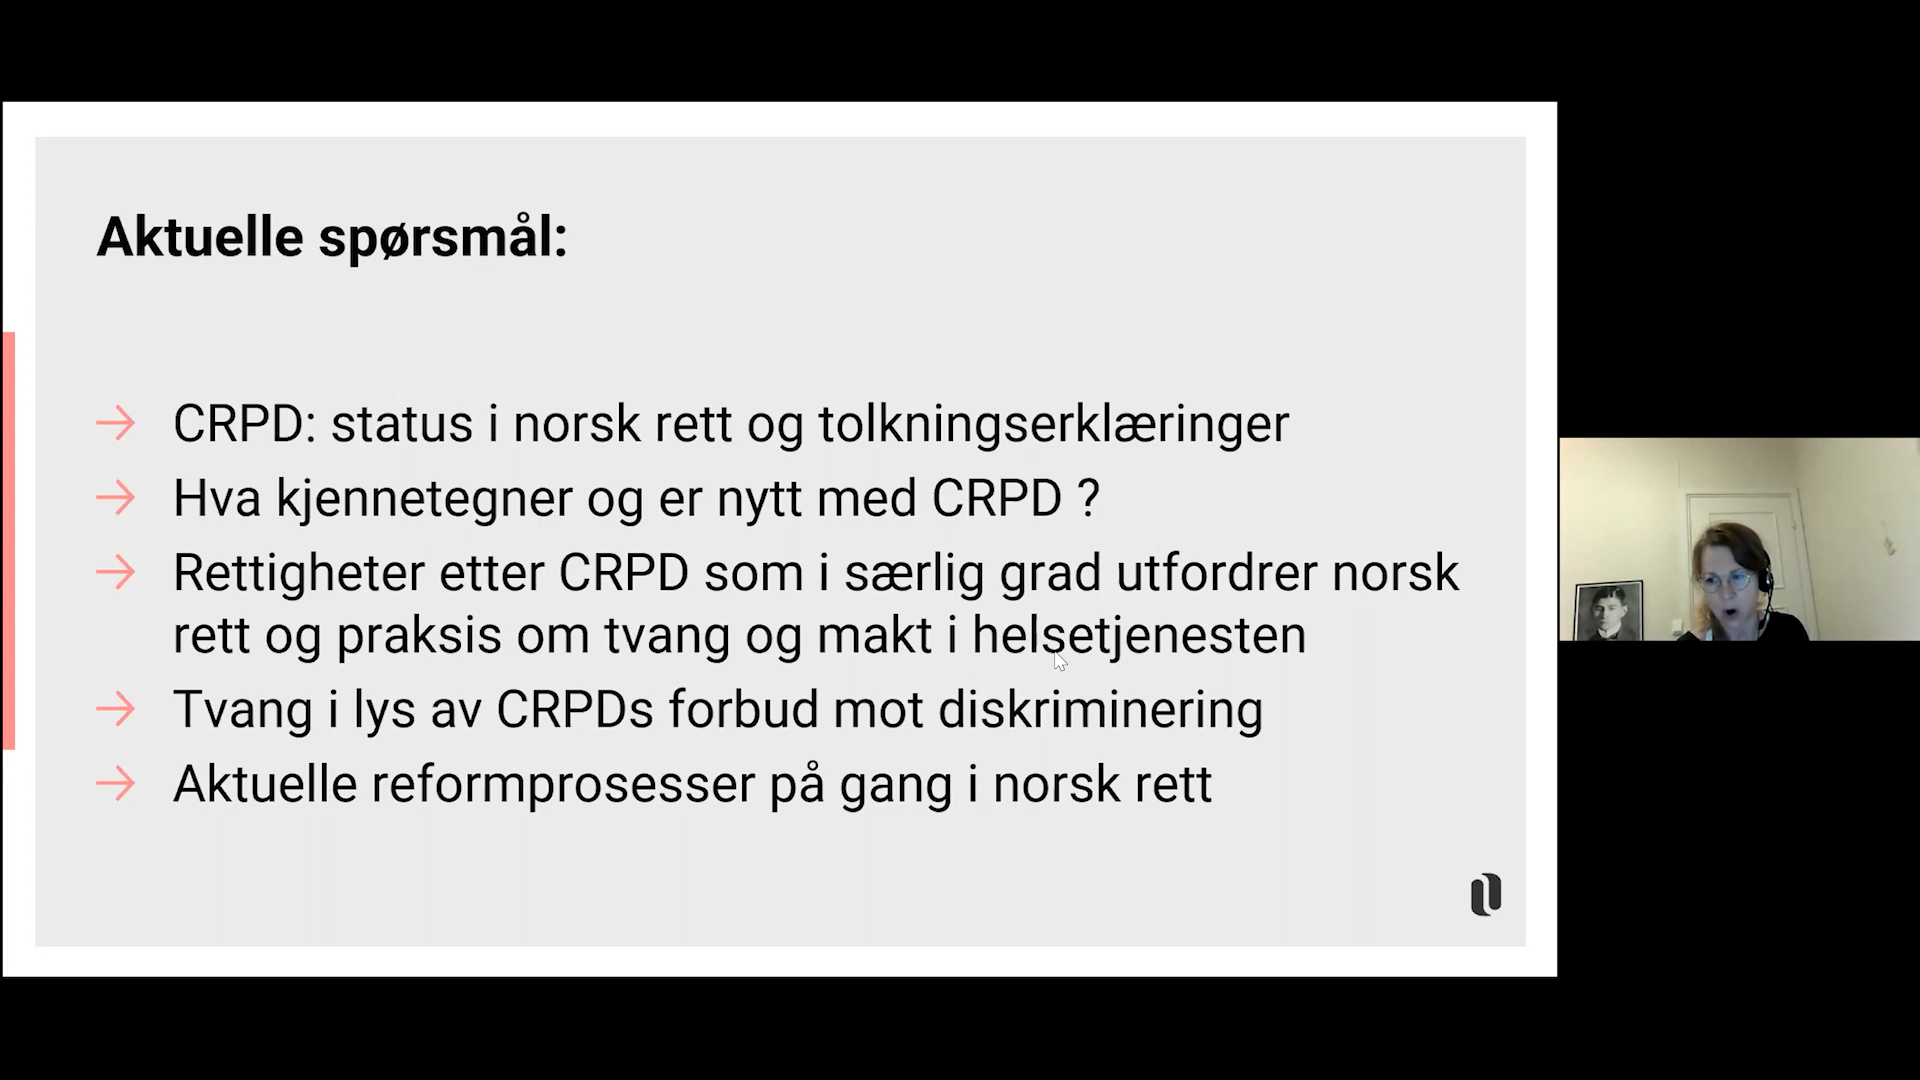 Aktuelle spørsmål:
→ CRPD: status i norsk rett og tolkningserklæringer
→ Hva kjennetegner og er nytt med CRPD ?
→ Rettigheter etter CRPD som i særlig grad utfordrer norsk
rett og praksis om tvang og makt i helsetjenesten
→ Tvang i lys av CRPDs forbud mot diskriminering
→ Aktuelle reformprosesser på gang i norsk rett